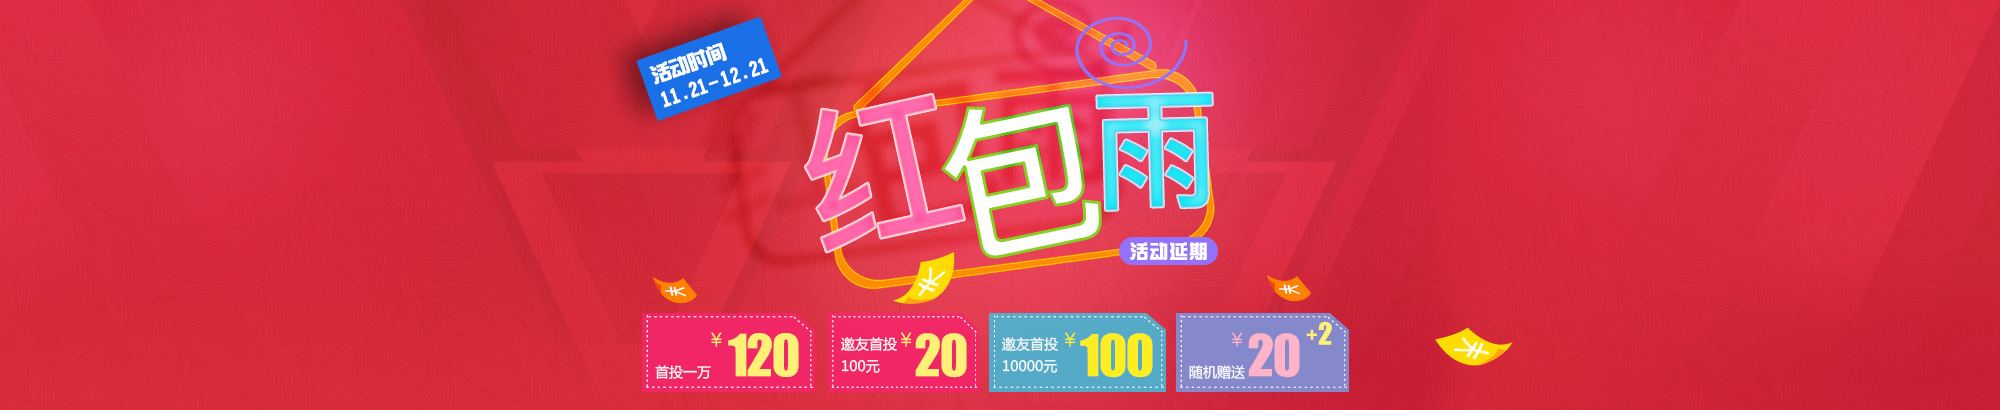 活动时间
11.21-12.21
红包雨
活动延期
¥120
首投一万
邀友首投
100元
¥20
邀友首投
10000元
¥100
¥20+2
随机赠送